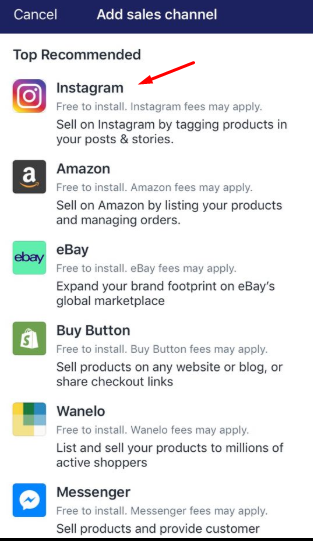 Cancel Add sales channel
Top Recommended
Instagram
Free to install. Instagram fees may apply.
Sell on Instagram by tagging products in
your posts & stories.
a
Amazon
Free to install. Amazon fees may apply.
Sell on Amazon by listing your products
and managing orders.
ebay
eBay
Free to install. eBay fees may apply.
Expand your brand footprint on eBay's
global marketplace
Buy Button
Free to install. Buy Button fees may apply.
Sell products on any website or blog, or
share checkout links
Wanelo
Free to install. Wanelo fees may apply.
List and sell your products to millions of
active shoppers
Messenger
Free to install. Messenger fees may apply.
Sell products and provide customer